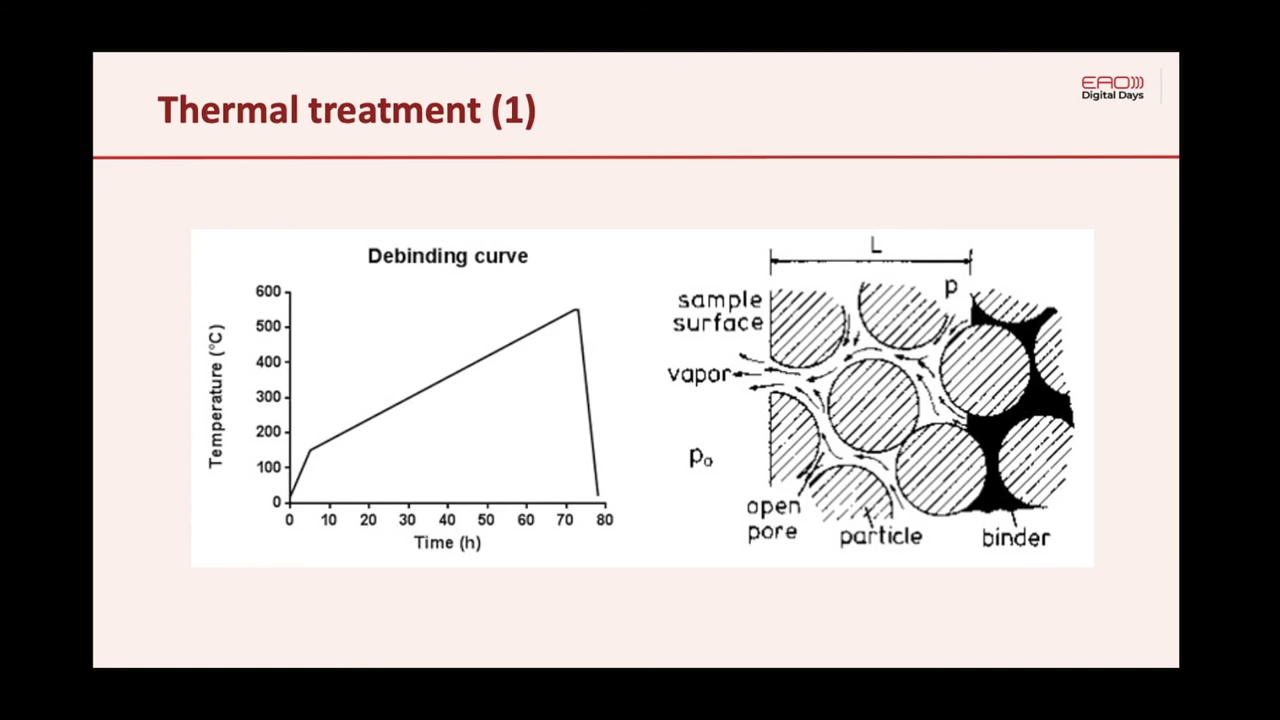 Thermal treatment (1)
EAO)))
Digital Days
Debinding curve
600
500
400
300
200
100
0
Temperature (°C)
0 10 20 30 40 50 60 70 80
Time (h)
L
p
sample
surface
vapor
p₀
open
pore
particle
binder